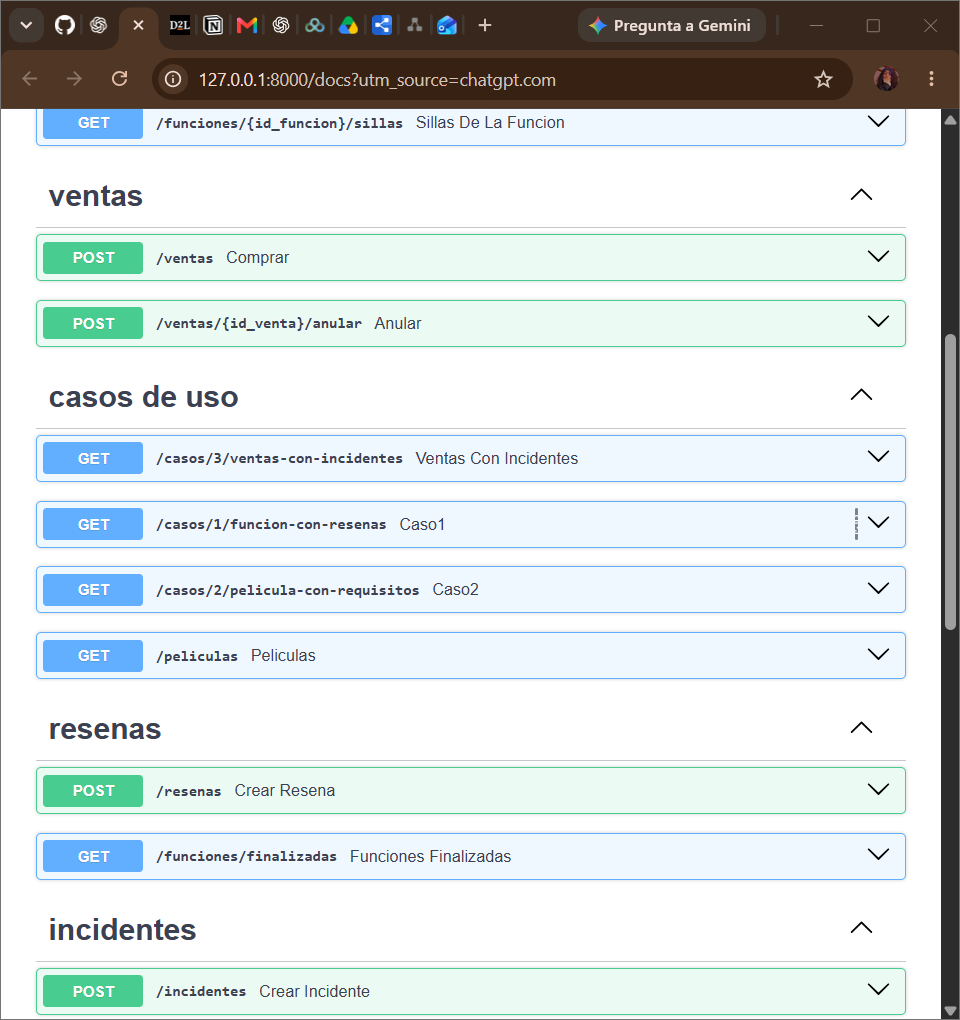 D2L
Pregunta a Gemini
127.0.0.1:8000/docs?utm_source=chatgpt.com
GET /funciones/{id_funcion}/sillas Sillas De La Funcion
ventas
POST /ventas Comprar
POST /ventas/{id_venta}/anular Anular
casos de uso
GET /casos/3/ventas-con-incidentes Ventas Con Incidentes
GET /casos/1/funcion-con-resenas Caso1
GET /casos/2/pelicula-con-requisitos Caso2
GET /peliculas Peliculas
resenas
POST /resenas Crear Resena
GET /funciones/finalizadas Funciones Finalizadas
incidentes
POST /incidentes Crear Incidente